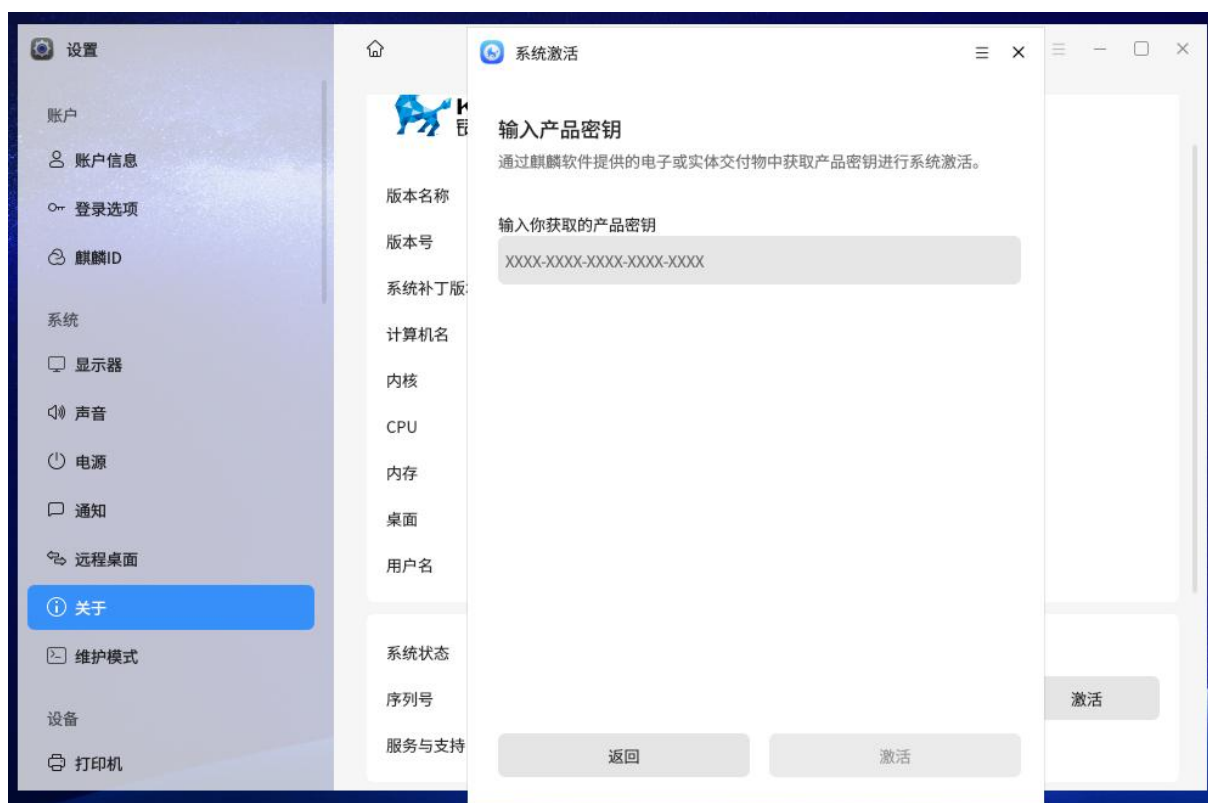 设置
账户
账户信息
登录选项
麒麟ID
系统
显示器
声音
电源
通知
远程桌面
关于
维护模式
设备
打印机
版本名称
版本号
系统补丁版
计算机名
内核
CPU
内存
桌面
用户名
系统状态
序列号
服务与支持
激活
系统激活
输入产品密钥
通过麒麟软件提供的电子或实体交付物中获取产品密钥进行系统激活。
输入你获取的产品密钥
XXXX-XXXX-XXXX-XXXX-XXXX
返回
激活